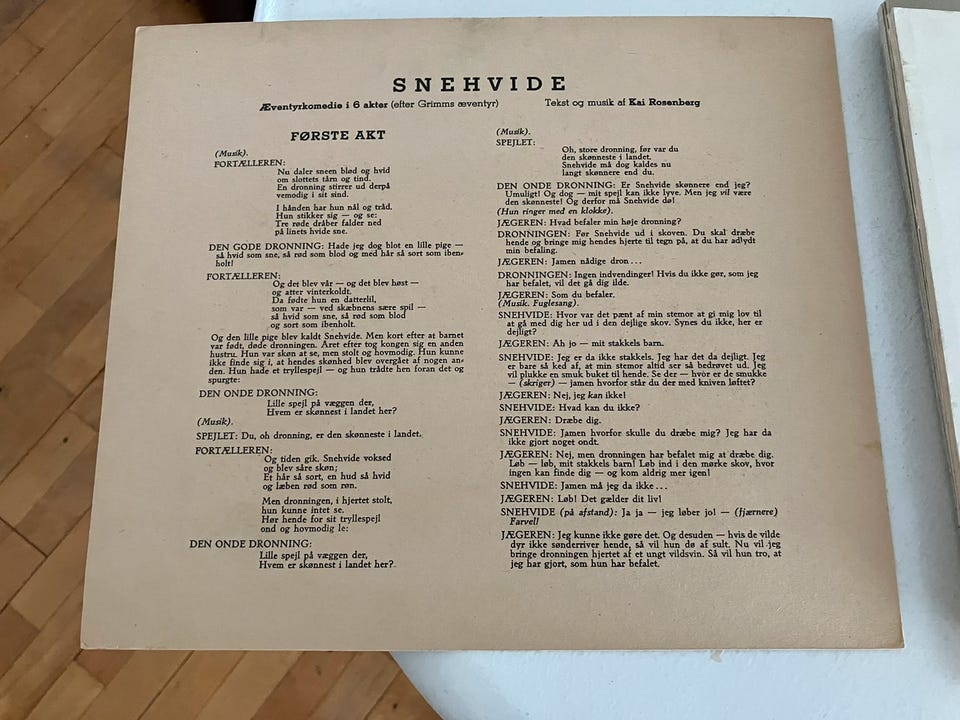 SNEHVIDE
Æventyrkomedie i 6 akter (efter Grimms æventyr) Tekst og musik af Kai Rosenberg
FØRSTE AKT
(Musik).
FORTÆLLEREN:
Nu daler sneen blød og hvid
om slottets tårn og tind.
En dronning stirrer ud derpå
vemodig i sit sind.
I hånden har hun nål og tråd.
Hun stikker sig — og se:
Tre røde dråber falder ned
på linets hvide sne.
DEN GODE DRONNING: Hade jeg dog blot en lille pige —
så hvid som sne, så rød som blod og med hår så sort som iben-
holt!
FORTÆLLEREN:
Og det blev vår — og det blev høst —
og atter vinterkoldt.
Da fødte hun en datterlil,
som var — ved skæbnens sære spil —
så hvid som sne, så rød som blod
og sort som ibenholt.
Og den lille pige blev kaldt Snehvide. Men kort efter at barnet
var født, døde dronningen. Året efter tog kongen sig en anden
hustru. Hun var skøn at se, men stolt og hovmodig. Hun kunne
ikke finde sig i, at hendes skønhed blev overgået af nogen an-
den. Hun hade et tryllespejl — og hun trådte hen foran det og
spurgte:
DEN ONDE DRONNING:
Lille spejl på væggen der,
Hvem er skønnest i landet her?
(Musik).
SPEJLET: Du, oh dronning, er den skønneste i landet.
FORTÆLLEREN:
Og tiden gik. Snehvide voksed
og blev såre skøn;
Et hår så sort, en hud så hvid
og læben rød som røn.
Men dronningen, i hjertet stolt,
hun kunne intet se.
Hør hende for sit tryllespejl
ond og hovmodig le:
DEN ONDE DRONNING:
Lille spejl på væggen der,
Hvem er skønnest i landet her?
(Musik).
SPEJLET:
Oh, store dronning, før var du
den skønneste i landet.
Snehvide må dog kaldes nu
langt skønnere end du.
DEN ONDE DRONNING: Er Snehvide skønnere end jeg?
Umuligt! Og dog — mit spejl kan ikke lyve. Men jeg vil være
den skønneste! Og derfor må Snehvide dø!
(Hun ringer med en klokke).
JÆGEREN: Hvad befaler min høje dronning?
DRONNINGEN: Før Snehvide ud i skoven. Du skal dræbe
hende og bringe mig hendes hjerte til tegn på, at du har adlydt
min befaling.
JÆGEREN: Jamen nådige dron...
DRONNINGEN: Ingen indvendinger! Hvis du ikke gør, som jeg
har befalet, vil det gå dig ilde.
JÆGEREN: Som du befaler.
(Musik. Fuglesang).
SNEHVIDE: Hvor var det pænt af min stemor at gi mig lov til
at gå med dig her ud i den dejlige skov. Synes du ikke, her er
dejligt?
JÆGEREN: Ah jo — mit stakkels barn.
SNEHVIDE: Jeg er da ikke stakkels. Jeg har det da dejligt. Jeg
er bare så ked af, at min stemor altid ser så bedrøvet ud. Jeg
vil plukke en smuk buket til hende. Se der — hvor er de smukke
— (skriger) — jamen hvorfor står du der med kniven løftet?
JÆGEREN: Nej, jeg kan ikke!
SNEHVIDE: Hvad kan du ikke?
JÆGEREN: Dræbe dig.
SNEHVIDE: Jamen hvorfor skulle du dræbe mig? Jeg har da
ikke gjort noget ondt.
JÆGEREN: Nej, men dronningen har befalet mig at dræbe dig.
Løb — løb, mit stakkels barn! Løb ind i den mørke skov, hvor
ingen kan finde dig — og kom aldrig mer igen!
SNEHVIDE: Jamen må jeg da ikke...
JÆGEREN: Løb! Det gælder dit liv!
SNEHVIDE (på afstand): Ja ja — jeg løber jo! — (fjærnere)
Farvel!
JÆGEREN: Jeg kunne ikke gøre det. Og desuden — hvis de vilde
dyr ikke sønderriver hende, så vil hun dø af sult. Nu vil jeg
bringe dronningen hjertet af et ungt vildsvin. Så vil hun tro, at
jeg har gjort, som hun har befalet.